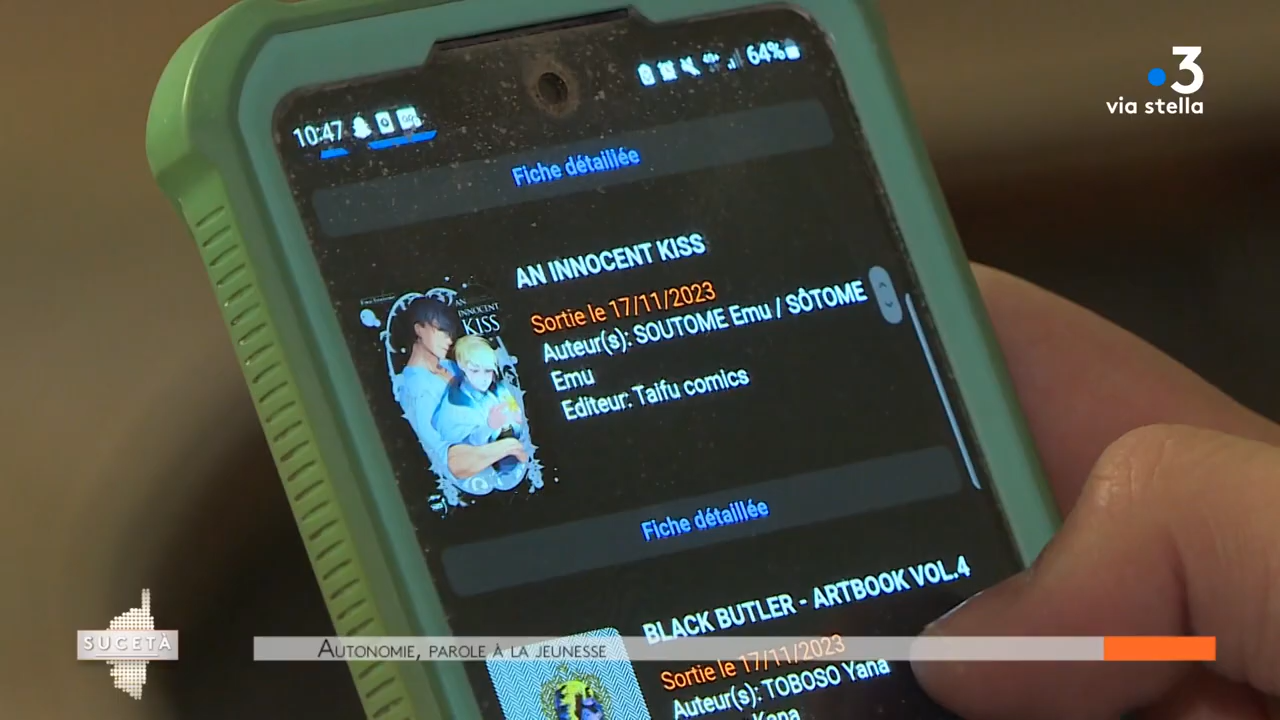 3
via stella
10:47
64%
Fiche détaillée
AN INNOCENT KISS
Sortie le 17/11/2023
Auteur(s): SOUTOME Emu / SÔTOME
Emu
Editeur: Taifu comics
AN
INNOCENT
KISS
Fiche détaillée
BLACK BUTLER - ARTBOOK VOL.4
Sortie le 17/11/2023
Auteur(s): TOBOSO Yana
SUCETÀ
AUTONOMIE, PAROLE À LA JEUNESSE